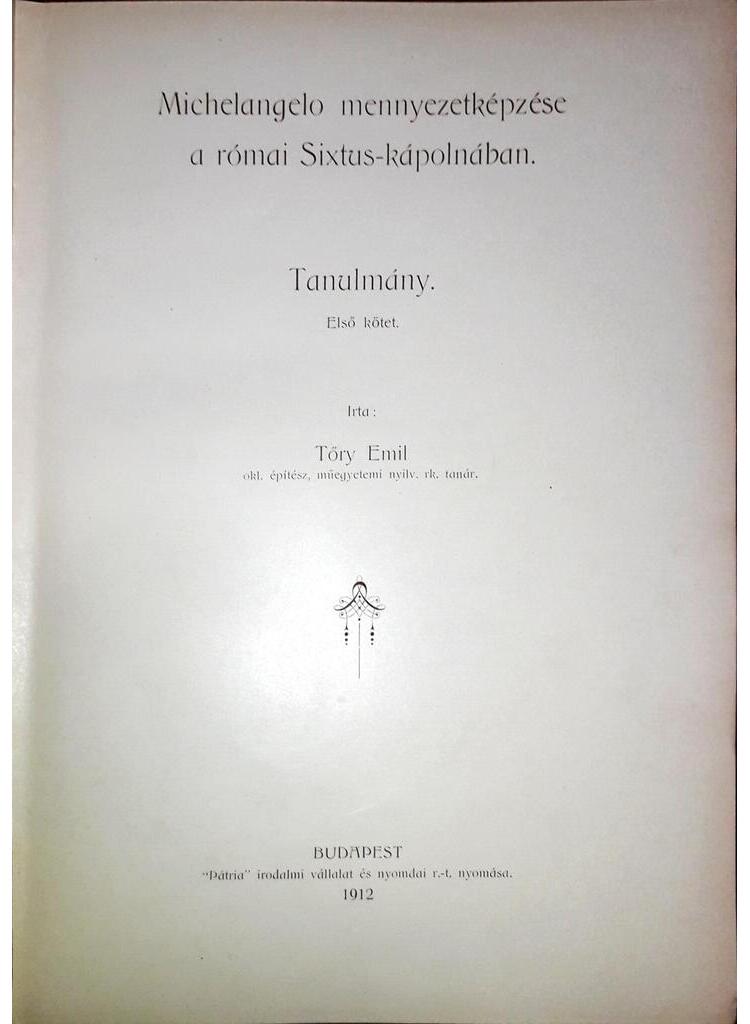 Michelangelo mennyezetképzése
a római Sixtus-kápolnában.
Tanulmány.
Első kötet.
Irta :
Tőry Emil
okl. építész, műegyetemi nyilv. rk. tanár.
BUDAPEST
“Pátria” irodalmi vállalat és nyomdai r.-t. nyomása.
1912